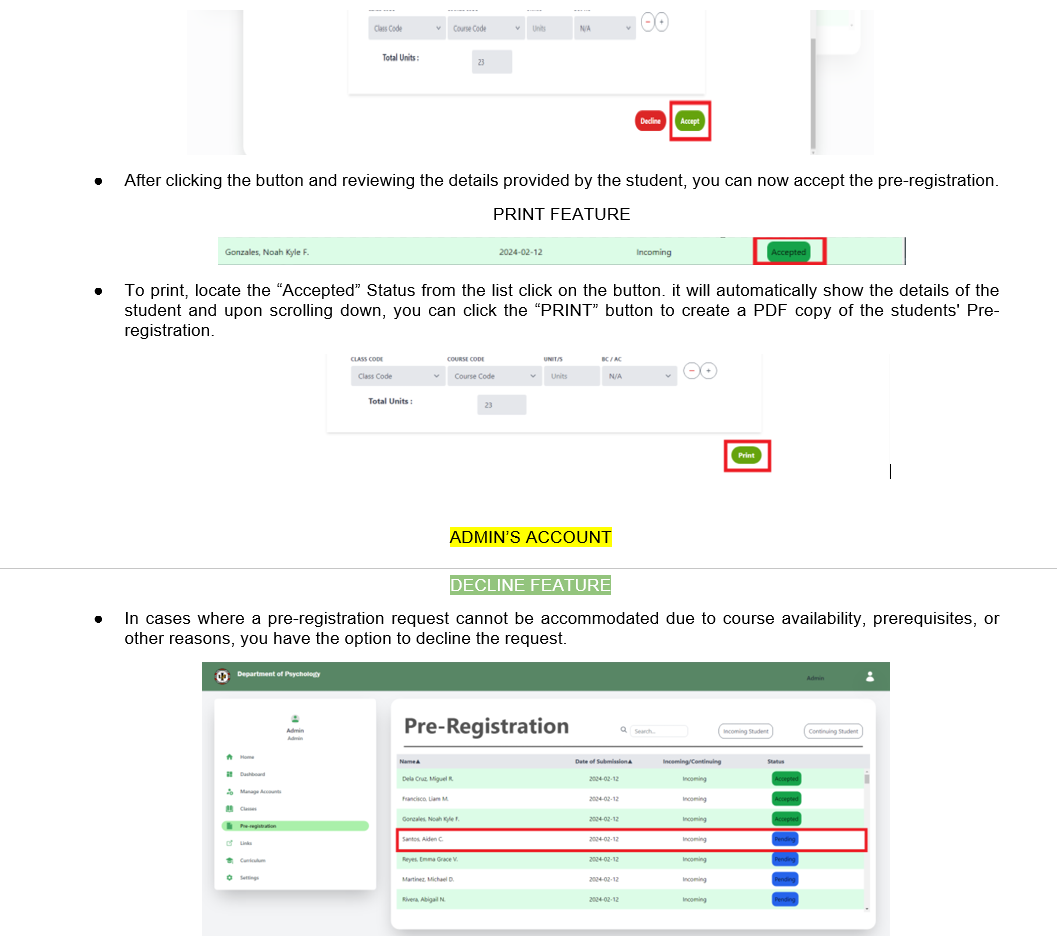 Class Code Course Code Units N/A − +
Total Units : 23
Decline Accept
● After clicking the button and reviewing the details provided by the student, you can now accept the pre-registration.
PRINT FEATURE
Gonzales, Noah Kyle F. 2024-02-12 Incoming Accepted
● To print, locate the “Accepted” Status from the list click on the button. it will automatically show the details of the
student and upon scrolling down, you can click the “PRINT” button to create a PDF copy of the students' Pre-
registration.
CLASS CODE COURSE CODE UNIT/S BC / AC
Class Code Course Code Units N/A − +
Total Units : 23
Print
ADMIN’S ACCOUNT
DECLINE FEATURE
● In cases where a pre-registration request cannot be accommodated due to course availability, prerequisites, or
other reasons, you have the option to decline the request.
Department of Psychology Admin
Admin
Admin
Home
Dashboard
Manage Accounts
Classes
Pre-registration
Links
Curriculum
Settings
Pre-Registration Search... Incoming Student Continuing Student
Name▲ Date of Submission▲ Incoming/Continuing Status
Dela Cruz, Miguel R. 2024-02-12 Incoming Accepted
Francisco, Liam M. 2024-02-12 Incoming Accepted
Gonzales, Noah Kyle F. 2024-02-12 Incoming Accepted
Santos, Aiden C. 2024-02-12 Incoming Pending
Reyes, Emma Grace V. 2024-02-12 Incoming Pending
Martinez, Michael D. 2024-02-12 Incoming Pending
Rivera, Abigail N. 2024-02-12 Incoming Pending